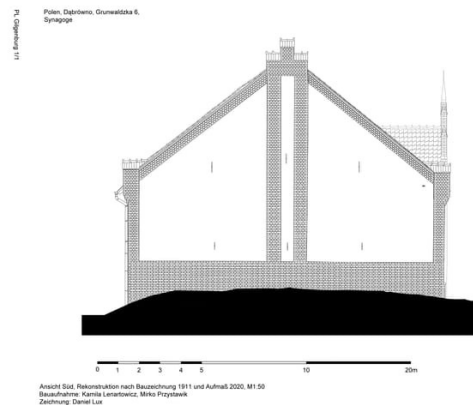 PL Gilgenburg 1/1
Polen, Dąbrówno, Grunwaldzka 6,
Synagoge
0 1 2 3 4 5 10 20m
Ansicht Süd, Rekonstruktion nach Bauzeichnung 1911 und Aufmaß 2020, M1:50
Bauaufnahme: Kamila Lenartowicz, Mirko Przystawik
Zeichnung: Daniel Lux